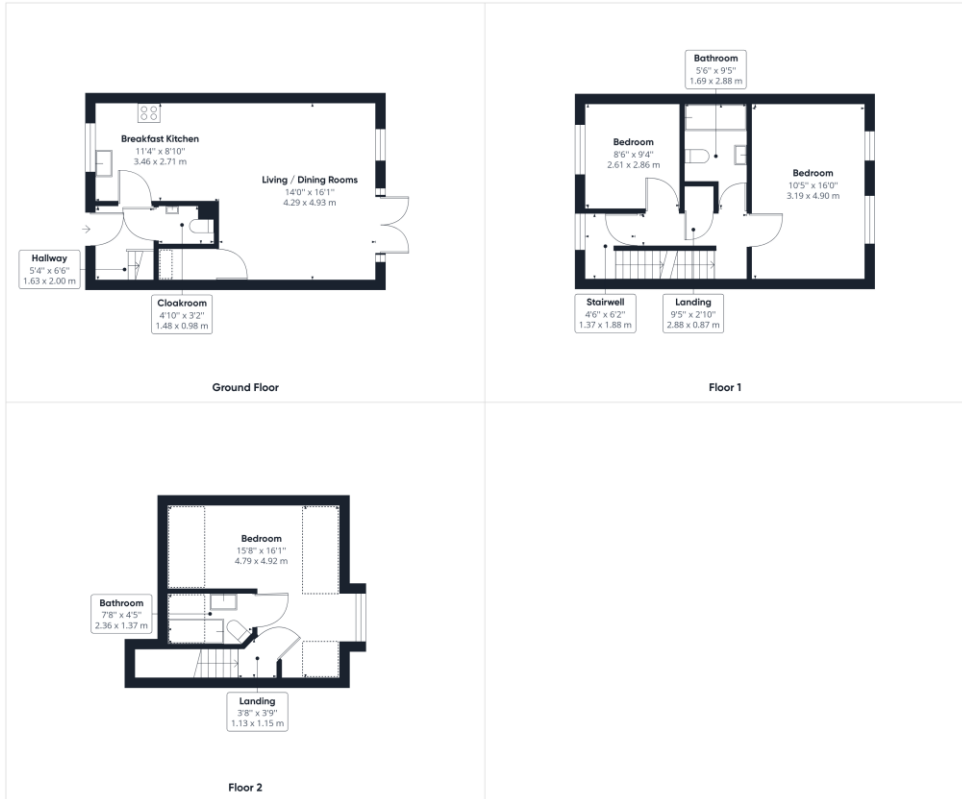 Breakfast Kitchen
11'4" x 8'10"
3.46 x 2.71 m
Living / Dining Rooms
14'0" x 16'1"
4.29 x 4.93 m
Hallway
5'4" x 6'6"
1.63 x 2.00 m
Cloakroom
4'10" x 3'2"
1.48 x 0.98 m
Ground Floor
Bathroom
5'6" x 9'5"
1.69 x 2.88 m
Bedroom
8'6" x 9'4"
2.61 x 2.86 m
Bedroom
10'5" x 16'0"
3.19 x 4.90 m
Stairwell
4'6" x 6'2"
1.37 x 1.88 m
Landing
9'5" x 2'10"
2.88 x 0.87 m
Floor 1
Bedroom
15'8" x 16'1"
4.79 x 4.92 m
Bathroom
7'8" x 4'5"
2.36 x 1.37 m
Landing
3'8" x 3'9"
1.13 x 1.15 m
Floor 2